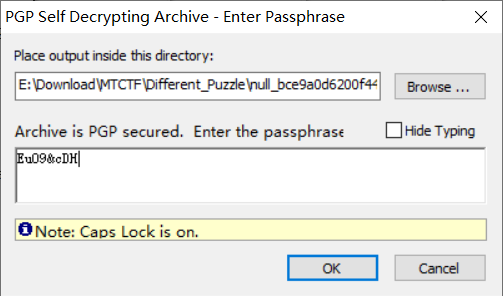 PGP Self Decrypting Archive - Enter Passphrase
Place output inside this directory:
E:\Download\MTCTF\Different_Puzzle\null_bce9a0d6200f44
Browse ...
Archive is PGP secured. Enter the passphrase
Hide Typing
EuO9&cDH
Note: Caps Lock is on.
OK
Cancel